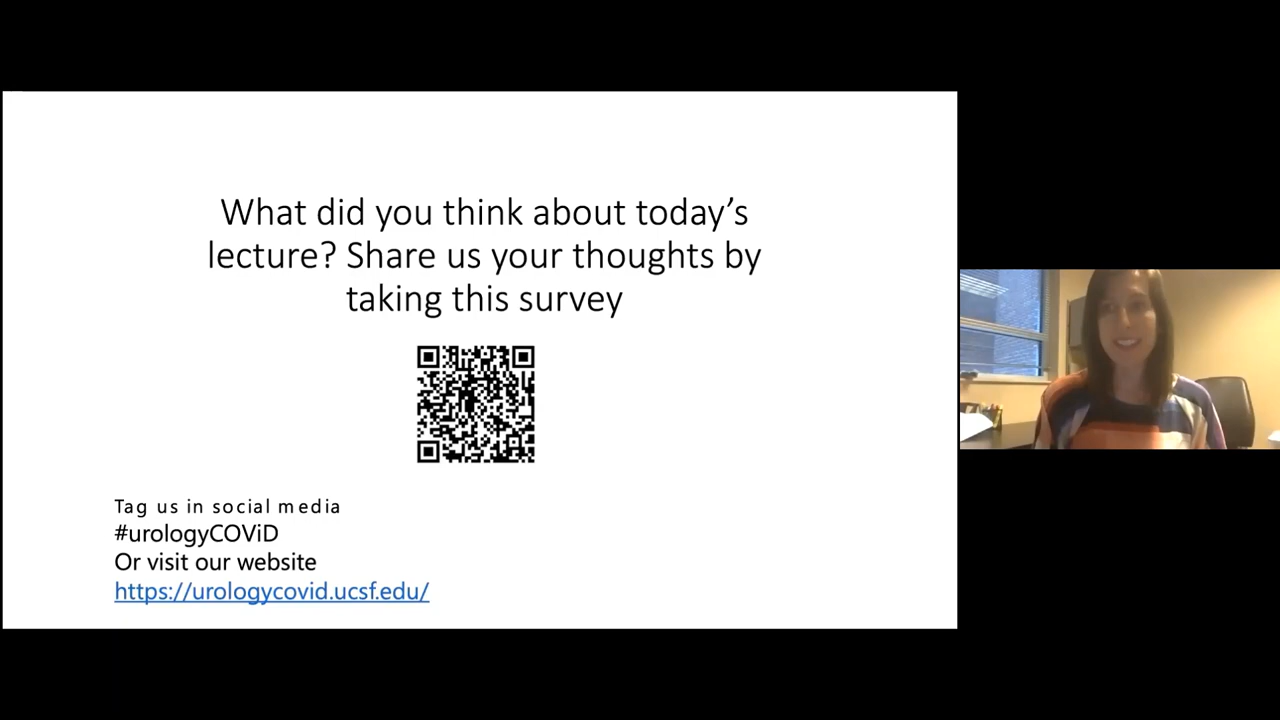 What did you think about today’s
lecture? Share us your thoughts by
taking this survey
Tag us in social media
#urologyCOViD
Or visit our website
https://urologycovid.ucsf.edu/